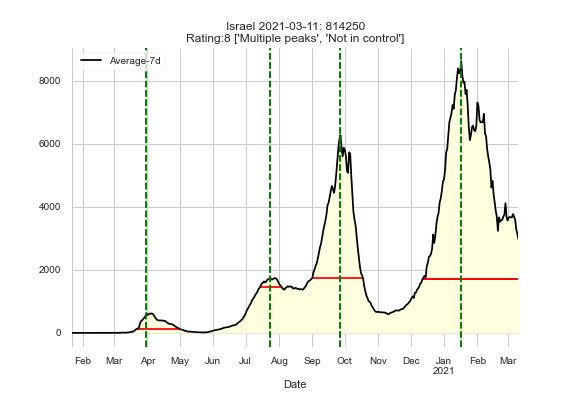 Israel 2021-03-11: 814250
Rating:8 ['Multiple peaks', 'Not in control']
Average-7d
8000
6000
4000
2000
0
Feb Mar Apr May Jun Jul Aug Sep Oct Nov Dec Jan Feb Mar
2021
Date